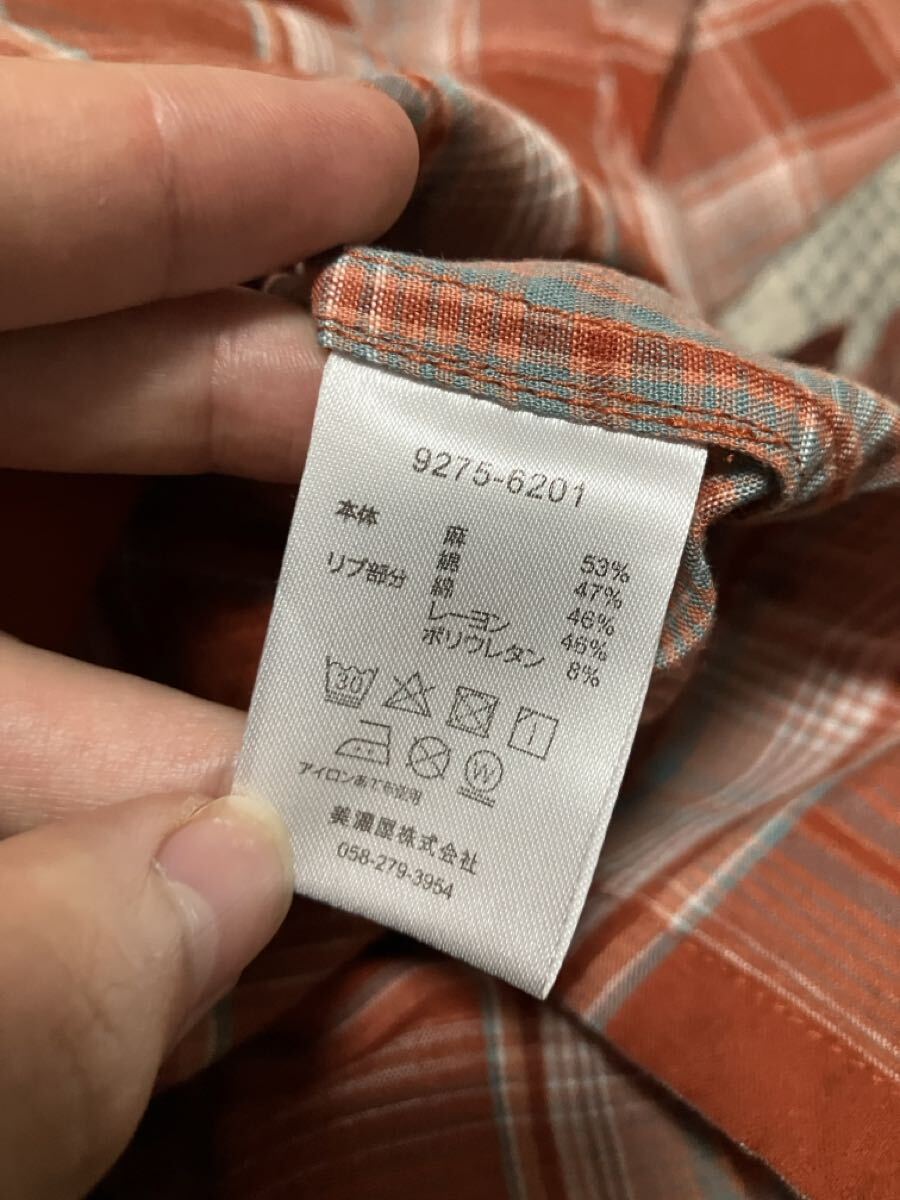 9275-6201
本体 麻 53%
綿 47%
リブ部分 綿 46%
レーヨン 46%
ポリウレタン 8%
30
W
アイロンあて布使用
美濃屋株式会社
058-279-3954